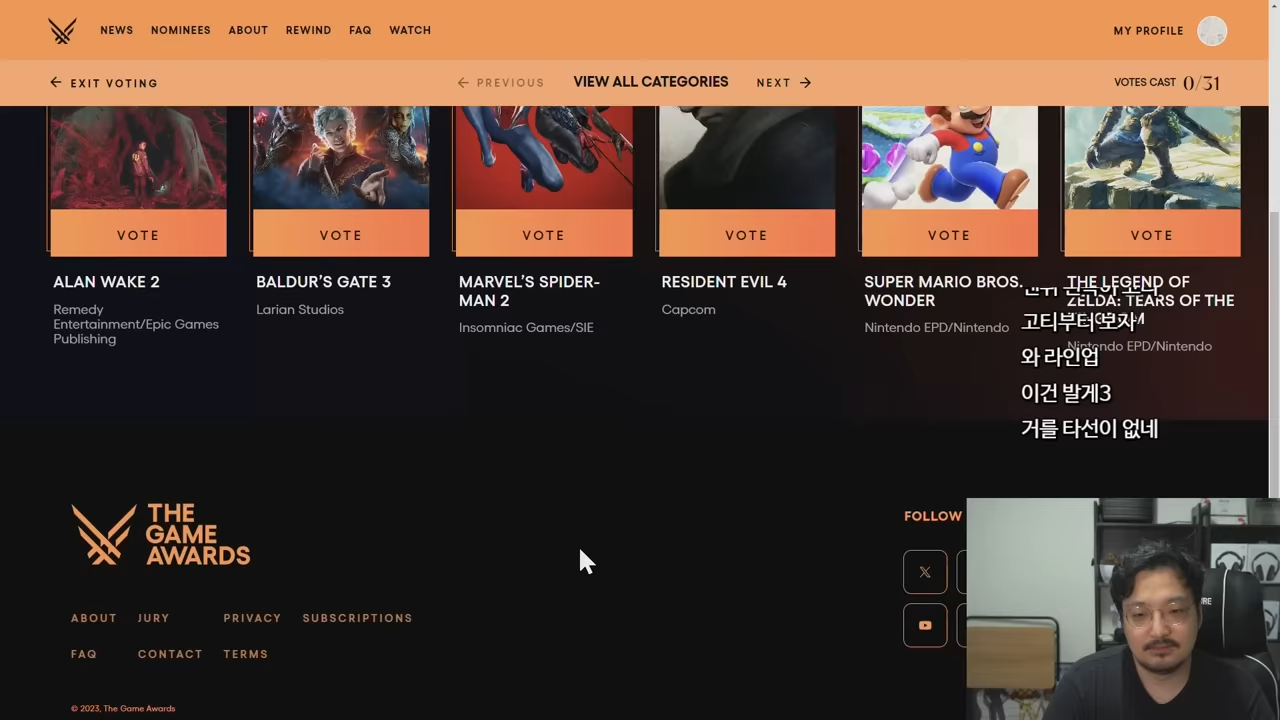 NEWS NOMINEES ABOUT REWIND FAQ WATCH
MY PROFILE
EXIT VOTING
PREVIOUS
VIEW ALL CATEGORIES
NEXT
VOTES CAST 0/31
VOTE VOTE VOTE VOTE VOTE VOTE
ALAN WAKE 2
Remedy
Entertainment/Epic Games
Publishing
BALDUR’S GATE 3
Larian Studios
MARVEL’S SPIDER-
MAN 2
Insomniac Games/SIE
RESIDENT EVIL 4
Capcom
SUPER MARIO BROS.
WONDER
Nintendo EPD/Nintendo
THE LEGEND OF
ZELDA: TEARS OF THE
Nintendo EPD/Nintendo
고티부터 보자
와 라인업
이건 발게3
거를 타선이 없네
THE
GAME
AWARDS
FOLLOW
ABOUT JURY PRIVACY SUBSCRIPTIONS
FAQ CONTACT TERMS
© 2023, The Game Awards